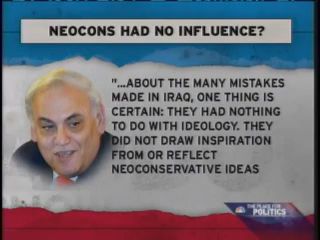 NEOCONS HAD NO INFLUENCE?
"...ABOUT THE MANY MISTAKES
MADE IN IRAQ, ONE THING IS
CERTAIN: THEY HAD NOTHING
TO DO WITH IDEOLOGY. THEY
DID NOT DRAW INSPIRATION
FROM OR REFLECT
NEOCONSERVATIVE IDEAS
THE PLACE FOR
POLITICS